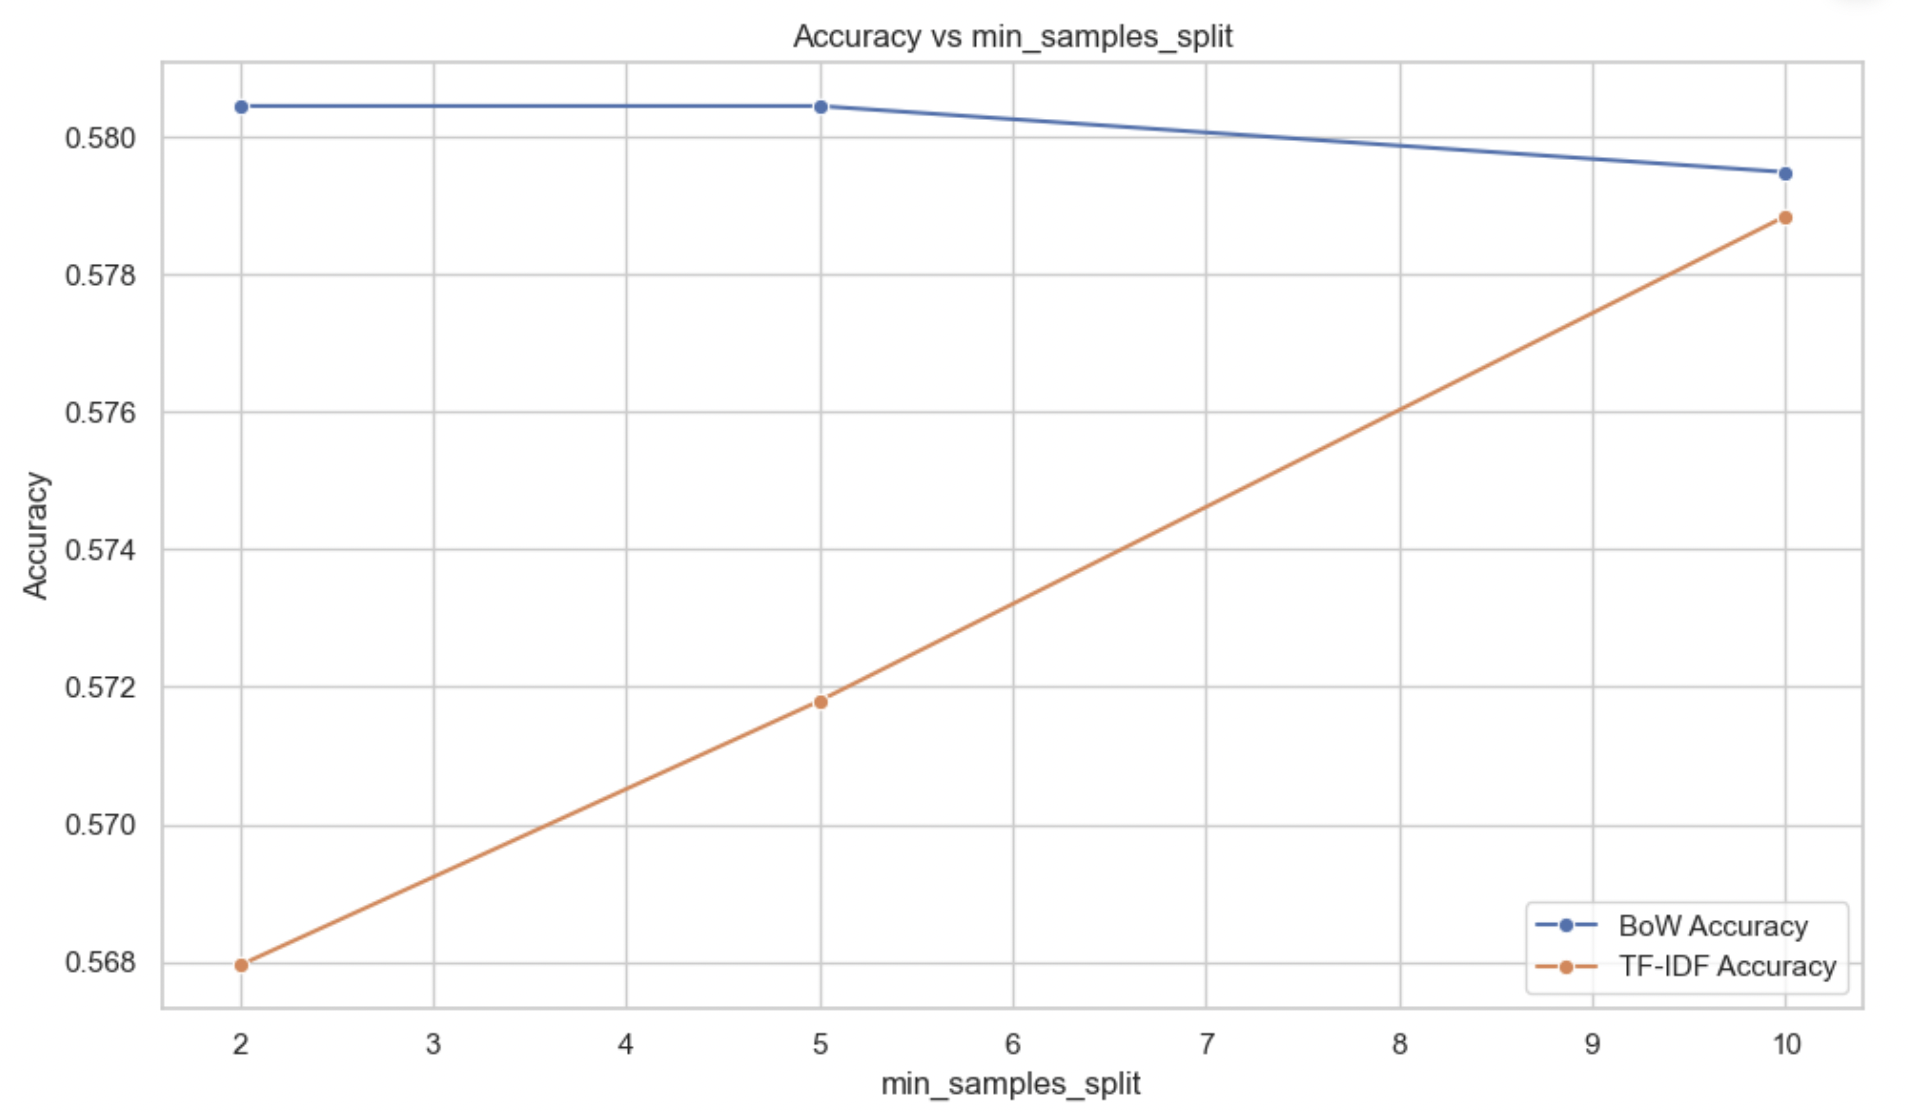 Accuracy vs min_samples_split
0.580
0.578
0.576
0.574
0.572
0.570
0.568
Accuracy
BoW Accuracy
TF-IDF Accuracy
2 3 4 5 6 7 8 9 10
min_samples_split